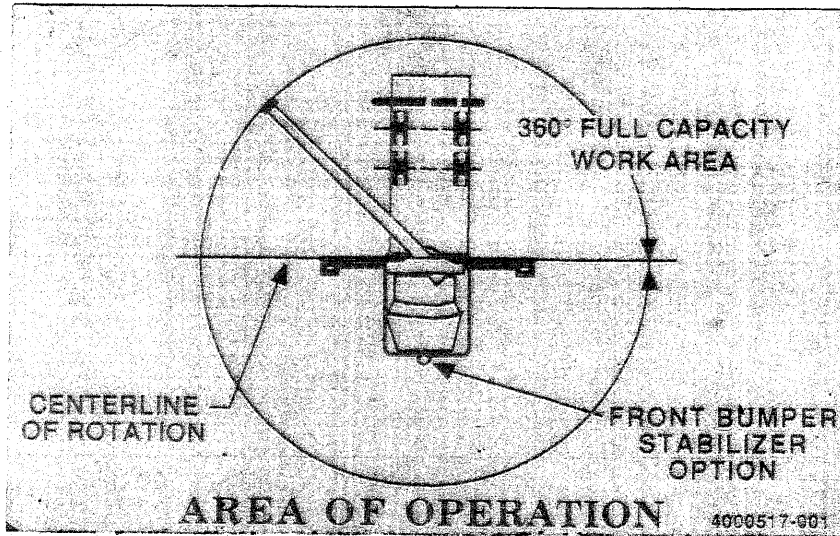 360° FULL CAPACITY
WORK AREA
CENTERLINE
OF ROTATION
FRONT BUMPER
STABILIZER
OPTION
AREA OF OPERATION
4000517-001